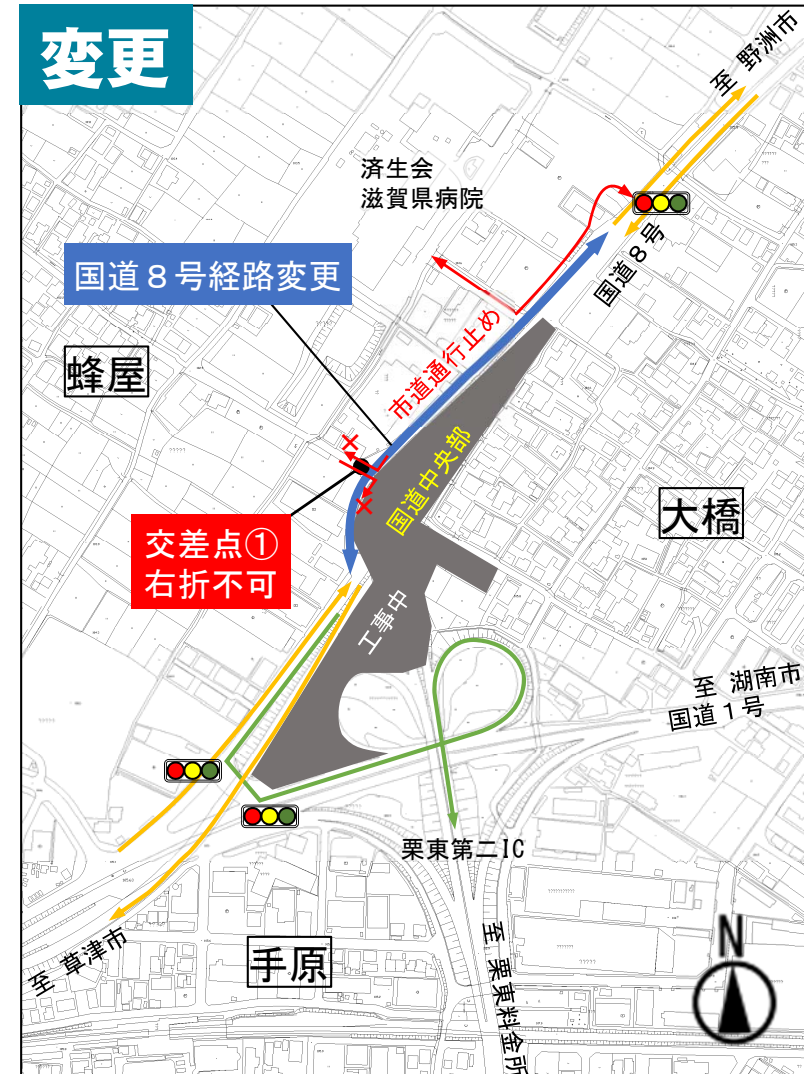 変更
至 野洲市
済生会
滋賀県病院
国道8号
国道８号経路変更
市道通行止め
蜂屋
国道中央部
大橋
交差点①
右折不可
工事中
至 湖南市
国道１号
栗東第二IC
至 草津市
手原
至 栗東料金所
N